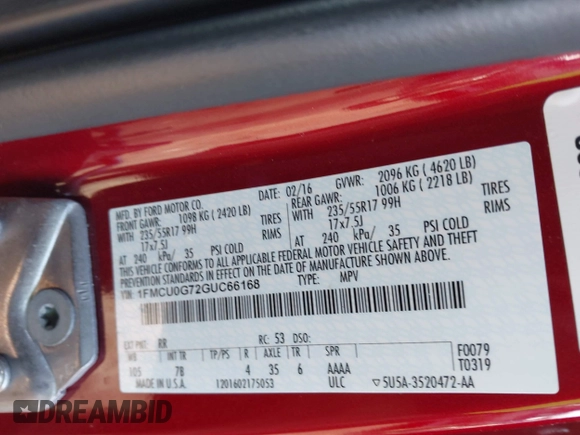 MFD. BY FORD MOTOR CO.
DATE: 02/16 GVWR: 2096 KG ( 4620 LB)
FRONT GAWR: 1098 KG ( 2420 LB) REAR GAWR: 1006 KG ( 2218 LB)
WITH 235/55R17 99H TIRES WITH 235/55R17 99H TIRES
17x7.5J RIMS 17x7.5J RIMS
AT 240 kPa/ 35 PSI COLD AT 240 kPa/ 35 PSI COLD
THIS VEHICLE CONFORMS TO ALL APPLICABLE FEDERAL MOTOR VEHICLE SAFETY AND THEFT
PREVENTION STANDARDS IN EFFECT ON THE DATE OF MANUFACTURE SHOWN ABOVE.
VIN: 1FMCU0G72GUC66168 TYPE: MPV
EXT PNT: RR RC: 53 DSO:
WB INT TR TP/PS R AXLE TR SPR F0079
105 7B 4 35 6 AAAA T0319
MADE IN U.S.A. 1201602175053 ULC ▽5U5A-3520472-AA
DREAMBID